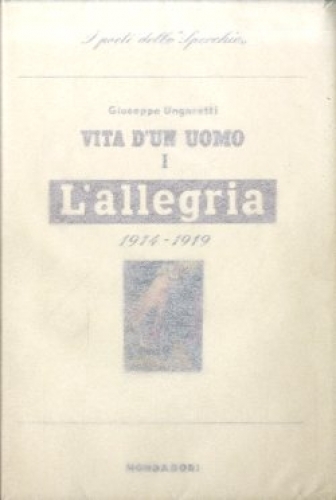 I poeti dello "Specchio"
Giuseppe Ungaretti
VITA D'UN UOMO
I
L'allegria
1914-1919
MONDADORI